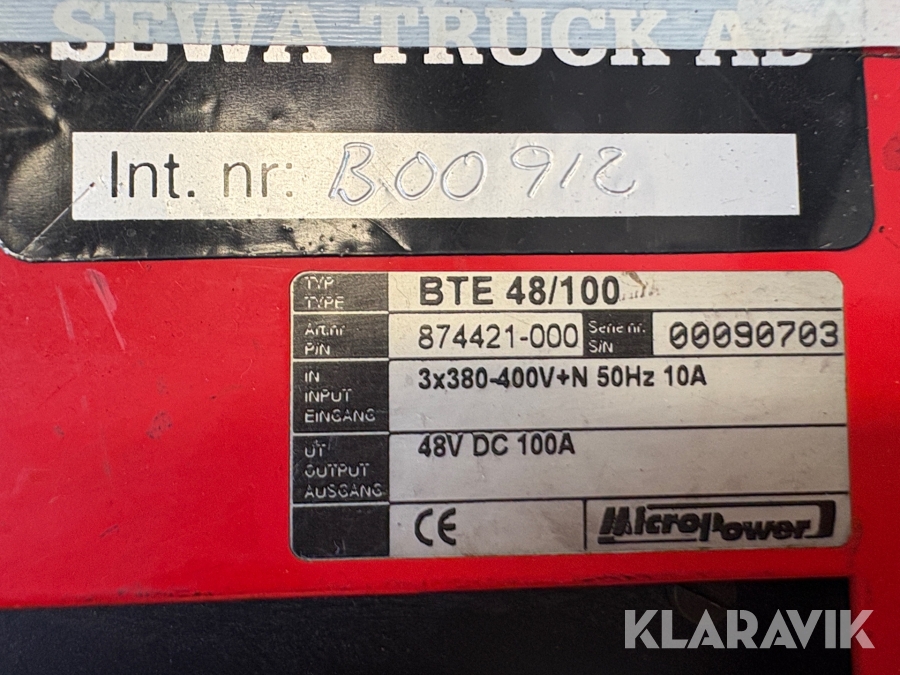 SEWA TRUCK AB
Int. nr: B00912
TYP
TYPE
BTE 48/100
Art.nr
P/N
874421-000
Serie nr.
S/N
00090703
IN
INPUT
EINGANG
3x380-400V+N 50Hz 10A
UT
OUTPUT
AUSGANG
48V DC 100A
CE
MicroPower
KLARAVIK